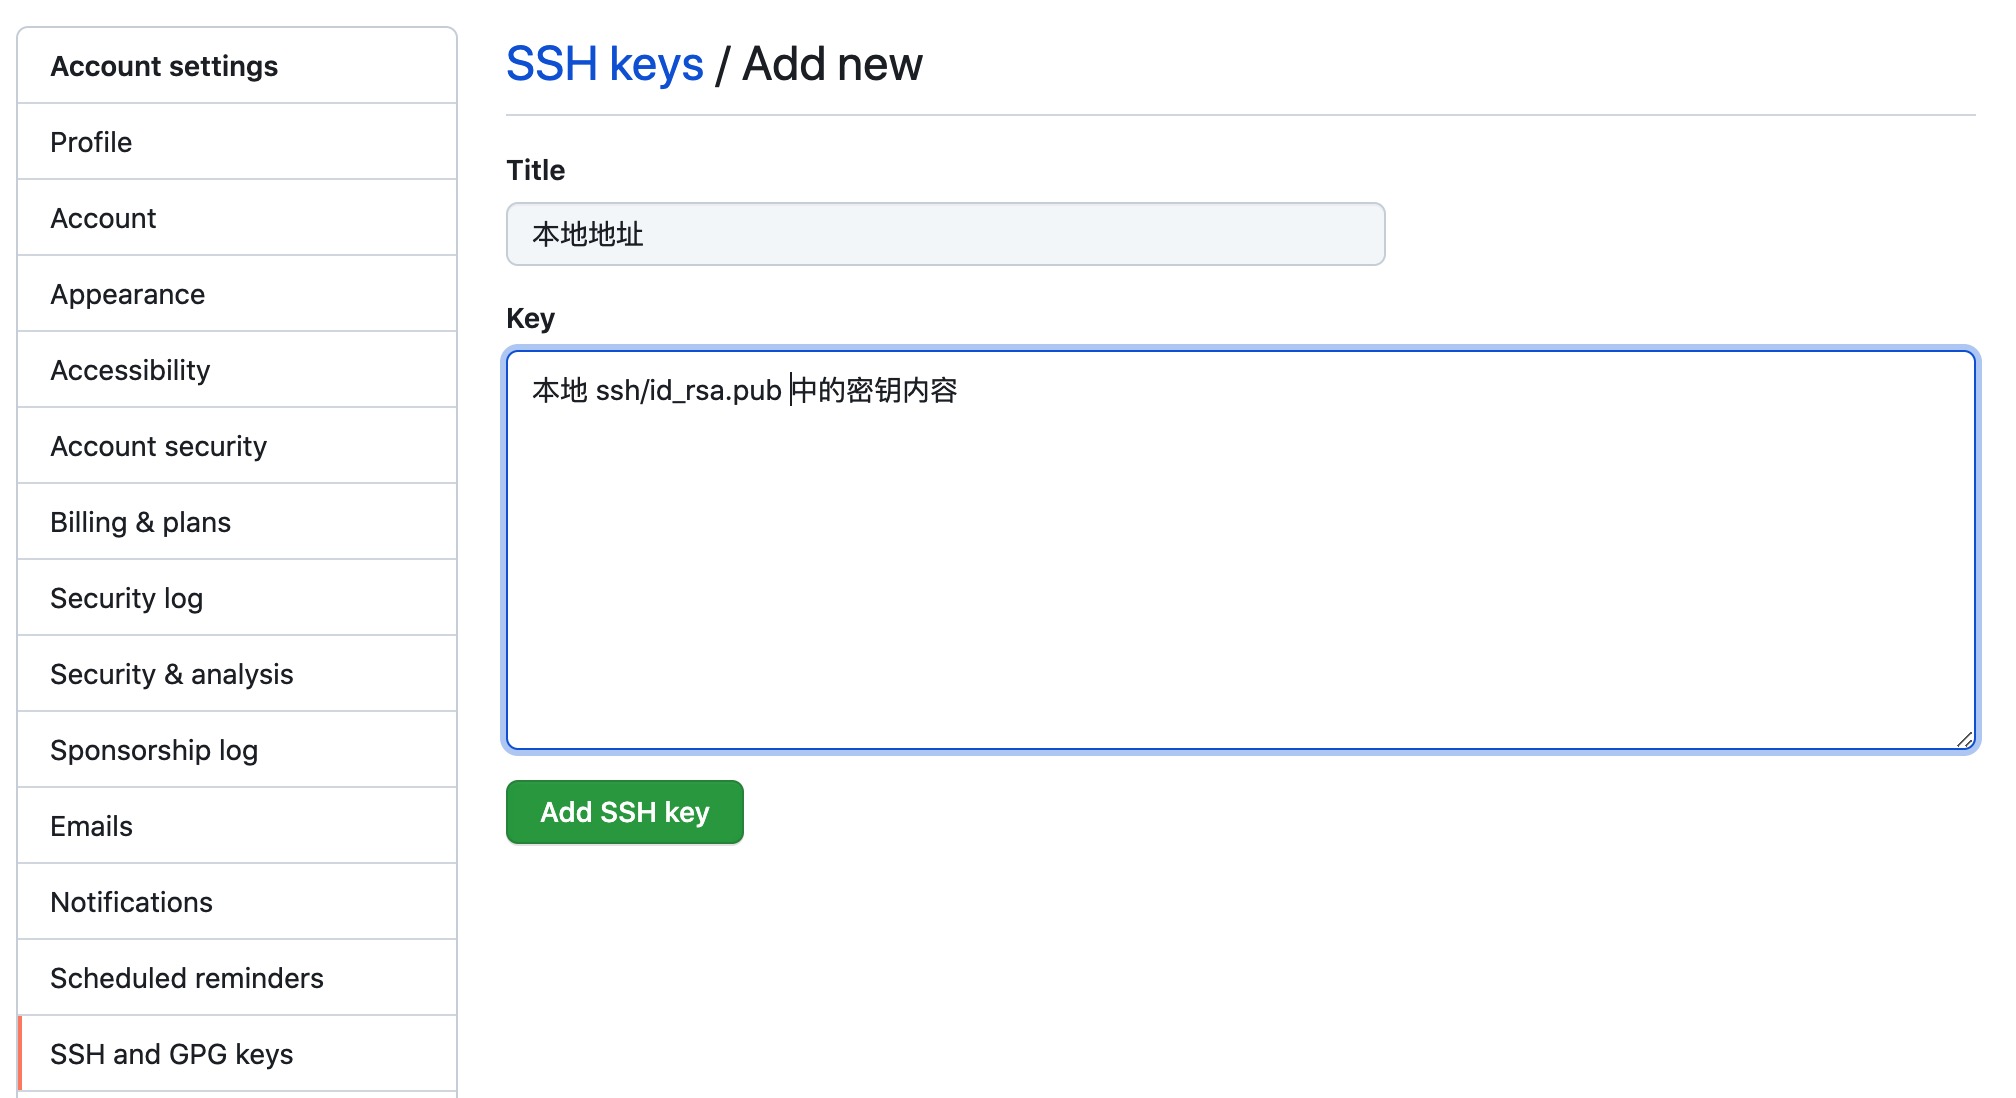 Account settings
Profile
Account
Appearance
Accessibility
Account security
Billing & plans
Security log
Security & analysis
Sponsorship log
Emails
Notifications
Scheduled reminders
SSH and GPG keys
SSH keys / Add new
Title
本地地址
Key
本地 ssh/id_rsa.pub 中的密钥内容
Add SSH key